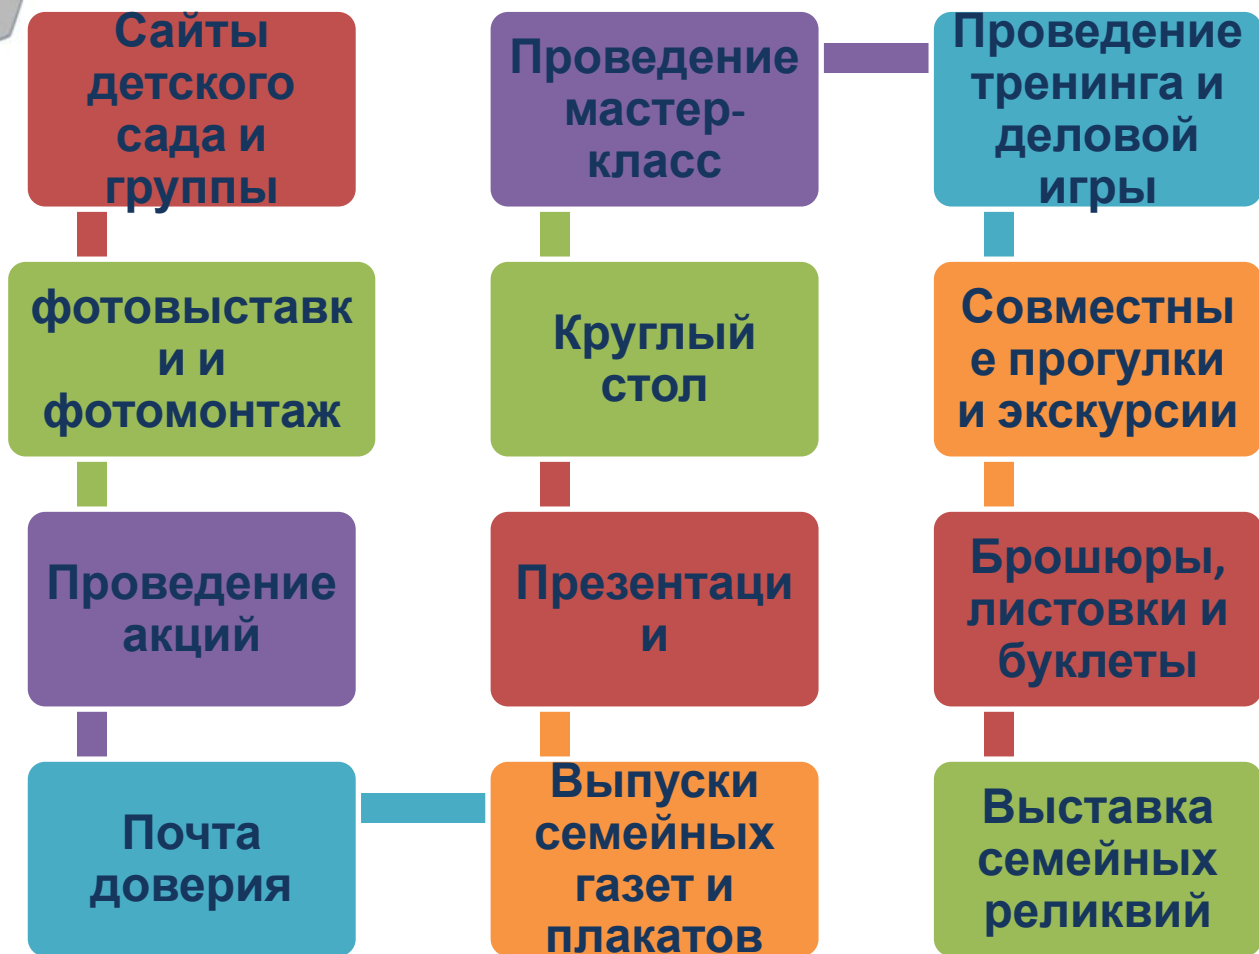 Сайты
детского
сада и
группы
фотовыставк
и и
фотомонтаж
Проведение
акций
Почта
доверия
Выпуски
семейных
газет и
плакатов
Презентаци
и
Круглый
стол
Проведение
мастер-
класс
Проведение
тренинга и
деловой
игры
Совместны
е прогулки
и экскурсии
Брошюры,
листовки и
буклеты
Выставка
семейных
реликвий